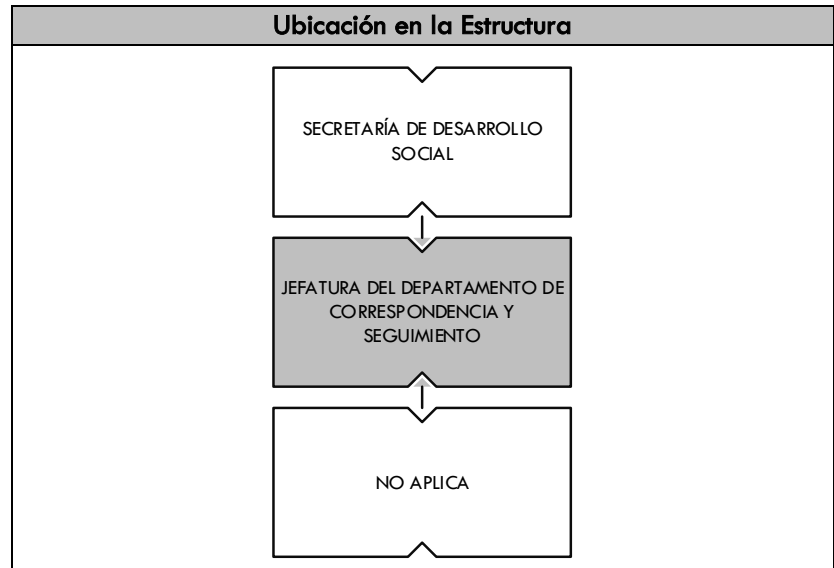 Ubicación en la Estructura
SECRETARÍA DE DESARROLLO
SOCIAL
JEFATURA DEL DEPARTAMENTO DE
CORRESPONDENCIA Y
SEGUIMIENTO
NO APLICA